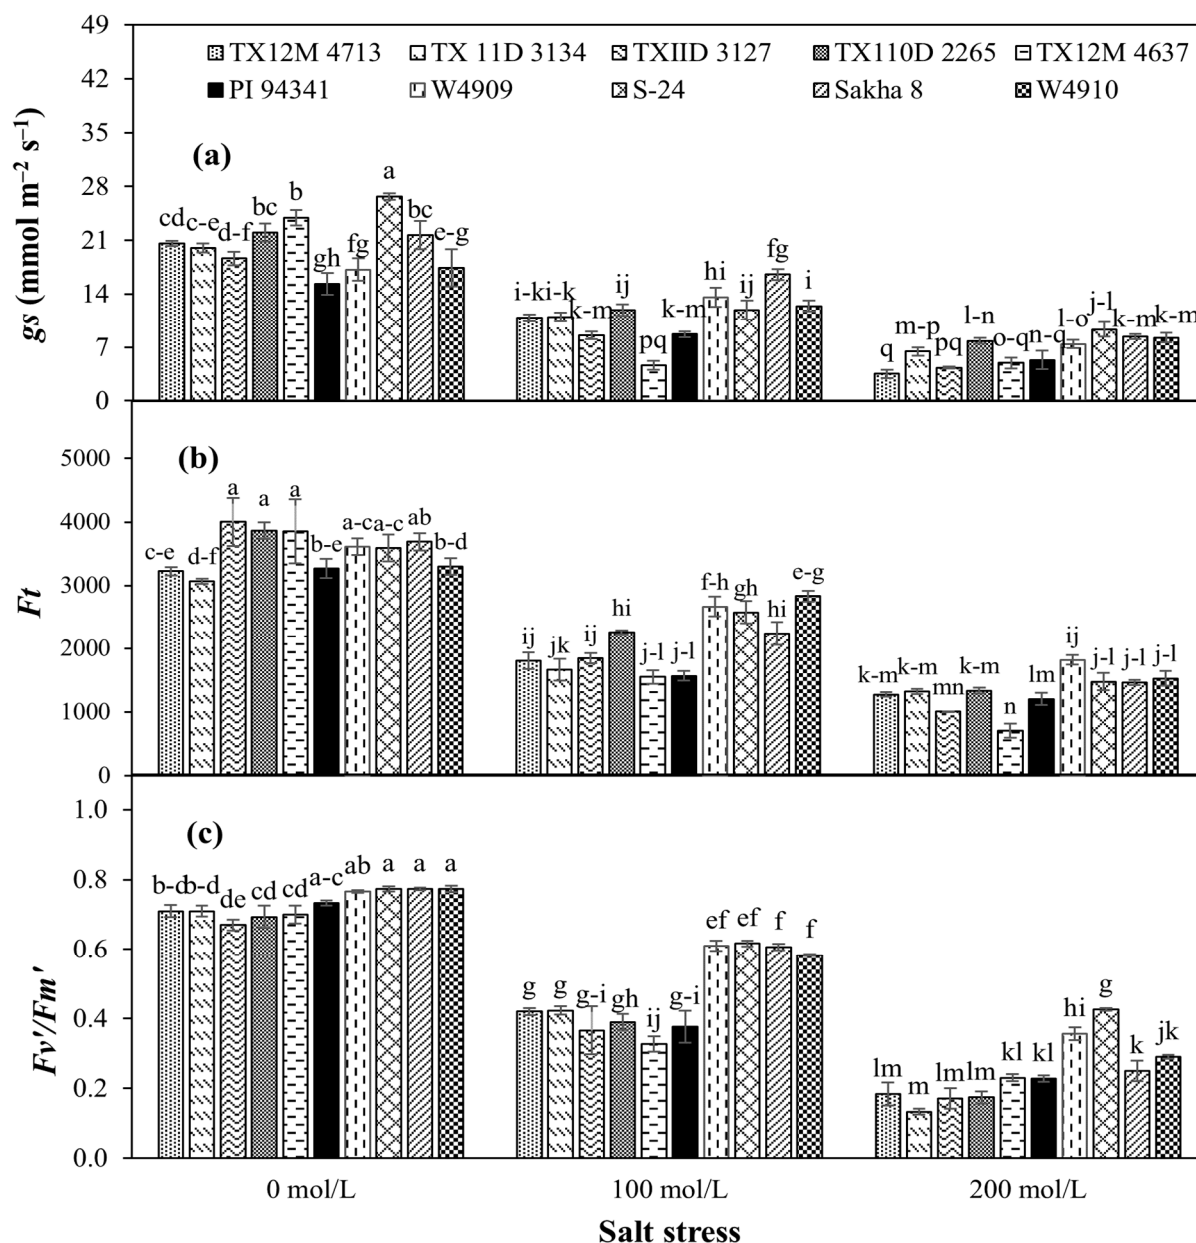 49
42
35
28
21
14
7
0
gs (mmol m⁻² s⁻¹)
TX12M 4713 TX 11D 3134 TXIID 3127 TX110D 2265 TX12M 4637
PI 94341 W4909 S-24 Sakha 8 W4910
(a)
cd c-e d-f bc b gh fg a bc e-g
i-k i-k k-m ij pq k-m hi ij fg i
q m-p pq l-n o-q n-q l-o j-l k-m k-m
5000
4000
3000
2000
1000
0
Ft
(b)
c-e d-f a a a b-e a-c a-c ab b-d
ij jk ij hi j-l j-l f-h gh hi e-g
k-m k-m mn k-m n lm ij j-l j-l j-l
1.0
0.8
0.6
0.4
0.2
0.0
Fv'/Fm'
(c)
b-d b-d de cd cd a-c ab a a a
g g g-i gh ij g-i ef ef f f
lm m lm lm kl kl hi g k jk
0 mol/L 100 mol/L 200 mol/L
Salt stress